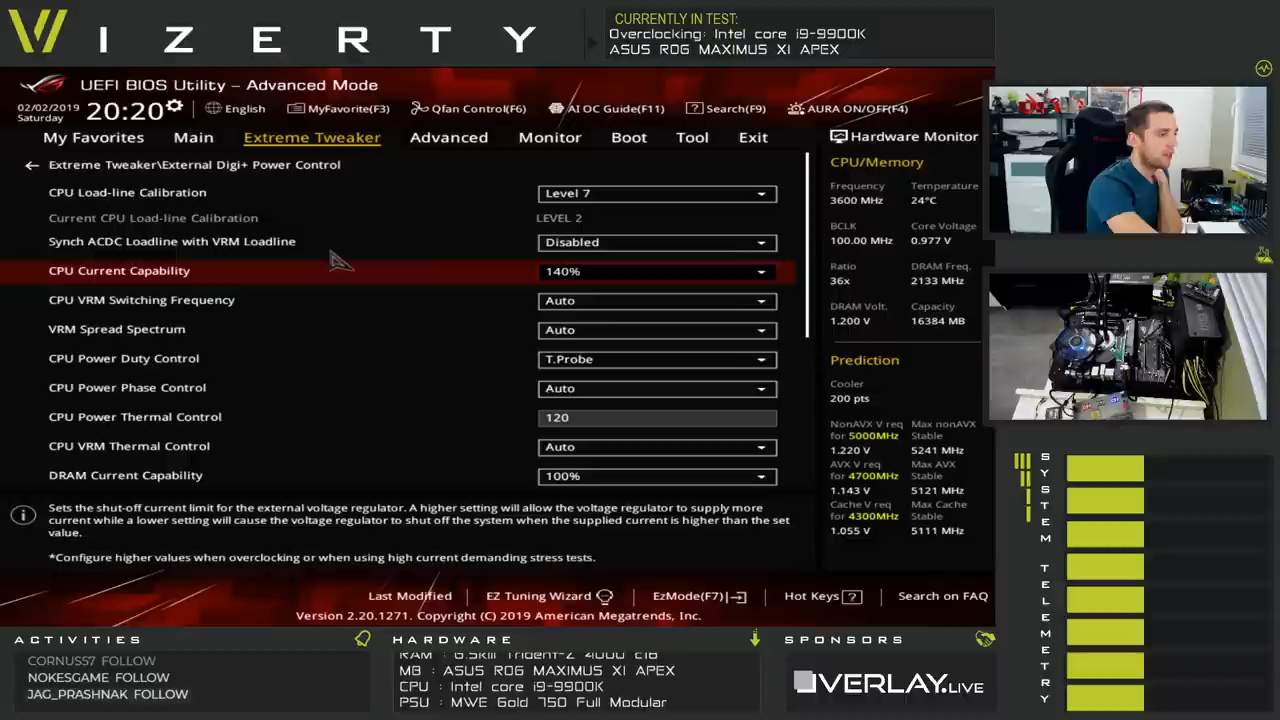 WIZERTY
CURRENTLY IN TEST:
Overclocking: Intel core i9-9900K
ASUS ROG MAXIMUS XI APEX
UEFI BIOS Utility – Advanced Mode
02/02/2019
Saturday
20:20
English
MyFavorite(F3)
Qfan Control(F6)
AI OC Guide(F11)
Search(F9)
AURA ON/OFF(F4)
My Favorites
Main
Extreme Tweaker
Advanced
Monitor
Boot
Tool
Exit
Extreme Tweaker\External Digi+ Power Control
CPU Load-line Calibration Level 7
Current CPU Load-line Calibration LEVEL 2
Synch ACDC Loadline with VRM Loadline Disabled
CPU Current Capability 140%
CPU VRM Switching Frequency Auto
VRM Spread Spectrum Auto
CPU Power Duty Control T.Probe
CPU Power Phase Control Auto
CPU Power Thermal Control 120
CPU VRM Thermal Control Auto
DRAM Current Capability 100%
Sets the shut-off current limit for the external voltage regulator. A higher setting will allow the voltage regulator to supply more
current while a lower setting will cause the voltage regulator to shut off the system when the supplied current is higher than the set
value.
*Configure higher values when overclocking or when using high current demanding stress tests.
Hardware Monitor
CPU/Memory
Frequency Temperature
3600 MHz 24°C
BCLK Core Voltage
100.00 MHz 0.977 V
Ratio DRAM Freq.
36x 2133 MHz
DRAM Volt. Capacity
1.200 V 16384 MB
Prediction
Cooler
200 pts
NonAVX V req Max nonAVX
for 5000MHz Stable
1.220 V 5241 MHz
AVX V req Max AVX
for 4700MHz Stable
1.143 V 5121 MHz
Cache V req Max Cache
for 4300MHz Stable
1.055 V 5111 MHz
Last Modified
EZ Tuning Wizard
EzMode(F7)
Hot Keys ?
Search on FAQ
Version 2.20.1271. Copyright (C) 2019 American Megatrends, Inc.
SYSTEM TELEMETRY
ACTIVITIES
CORNUS57 FOLLOW
NOKESGAME FOLLOW
JAG_PRASHNAK FOLLOW
HARDWARE
RAM : G.Skill Trident-Z 4000 C18
MB : ASUS ROG MAXIMUS XI APEX
CPU : Intel core i9-9900K
PSU : MWE Gold 750 Full Modular
SPONSORS
OVERLAY.LIVE